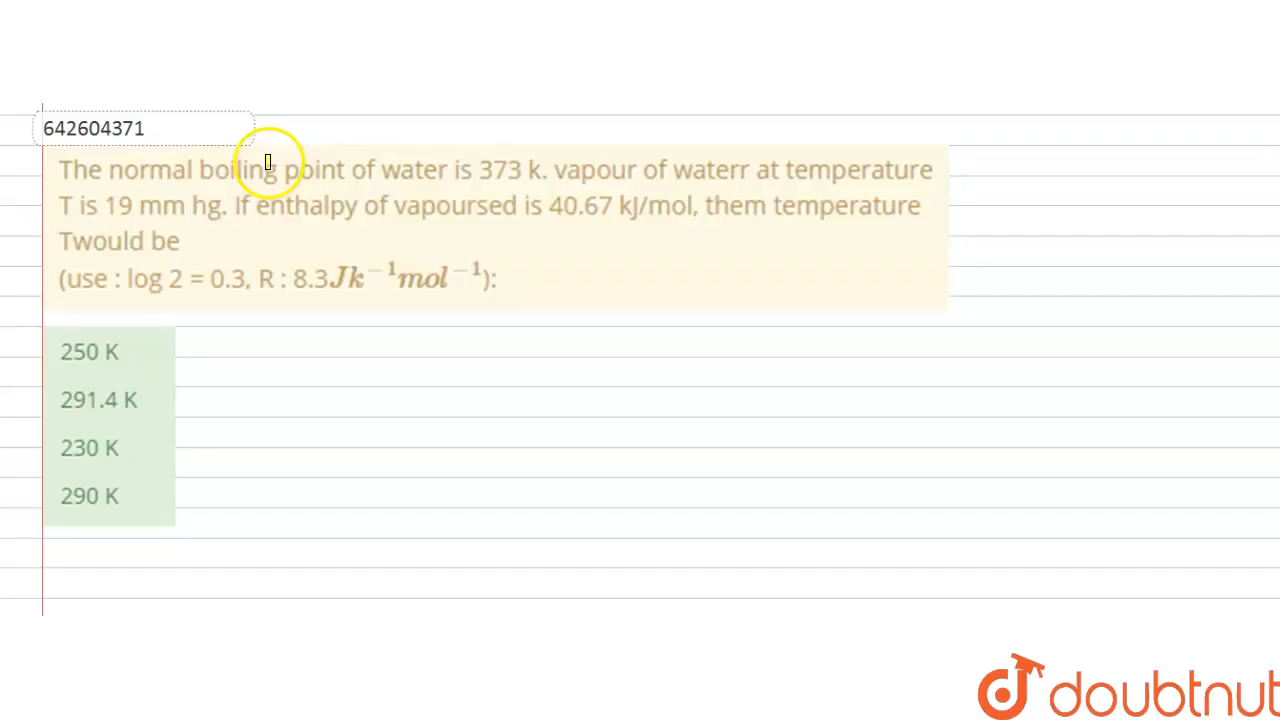 642604371
The normal boiling point of water is 373 k. vapour of waterr at temperature
T is 19 mm hg. If enthalpy of vapoursed is 40.67 kJ/mol, them temperature
Twould be
(use : log 2 = 0.3, R : 8.3Jk⁻¹mol⁻¹):
250 K
291.4 K
230 K
290 K
doubtnut